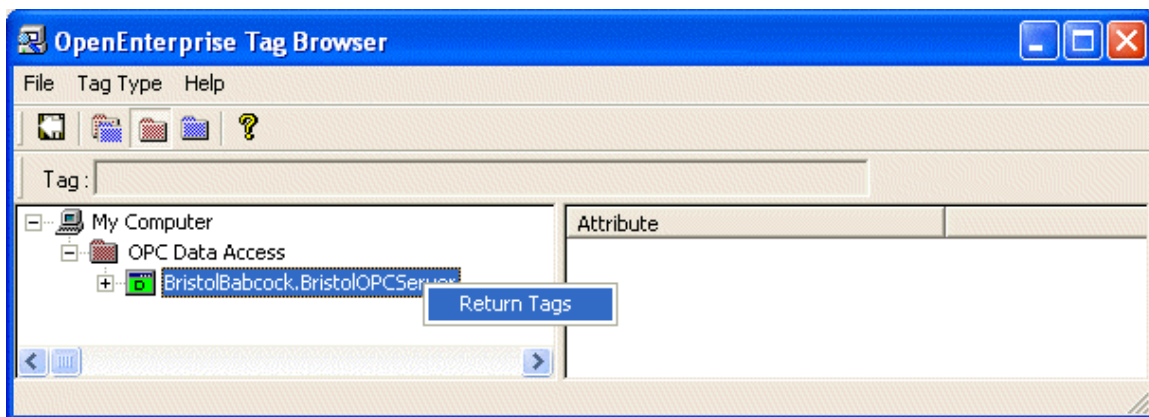 OpenEnterprise Tag Browser
File Tag Type Help
Tag :
My Computer
Attribute
OPC Data Access
BristolBabcock.BristolOPCServer
Return Tags